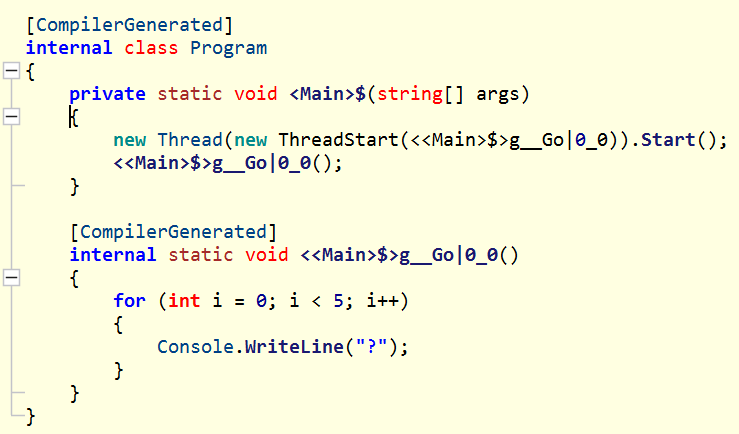 [CompilerGenerated]
internal class Program
{
    private static void <Main>$(string[] args)
    {
        new Thread(new ThreadStart(<<Main>$>g__Go|0_0)).Start();
        <<Main>$>g__Go|0_0();
    }

    [CompilerGenerated]
    internal static void <<Main>$>g__Go|0_0()
    {
        for (int i = 0; i < 5; i++)
        {
            Console.WriteLine("?");
        }
    }
}